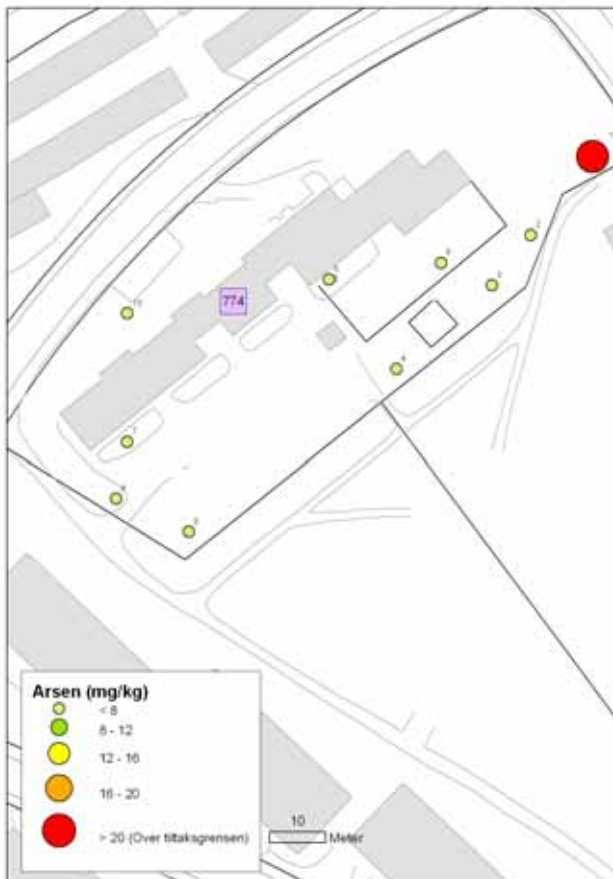 774
Arsen (mg/kg)
< 8
8 - 12
12 - 16
16 - 20
> 20 (Over tiltaksgrensen)
10
Meter